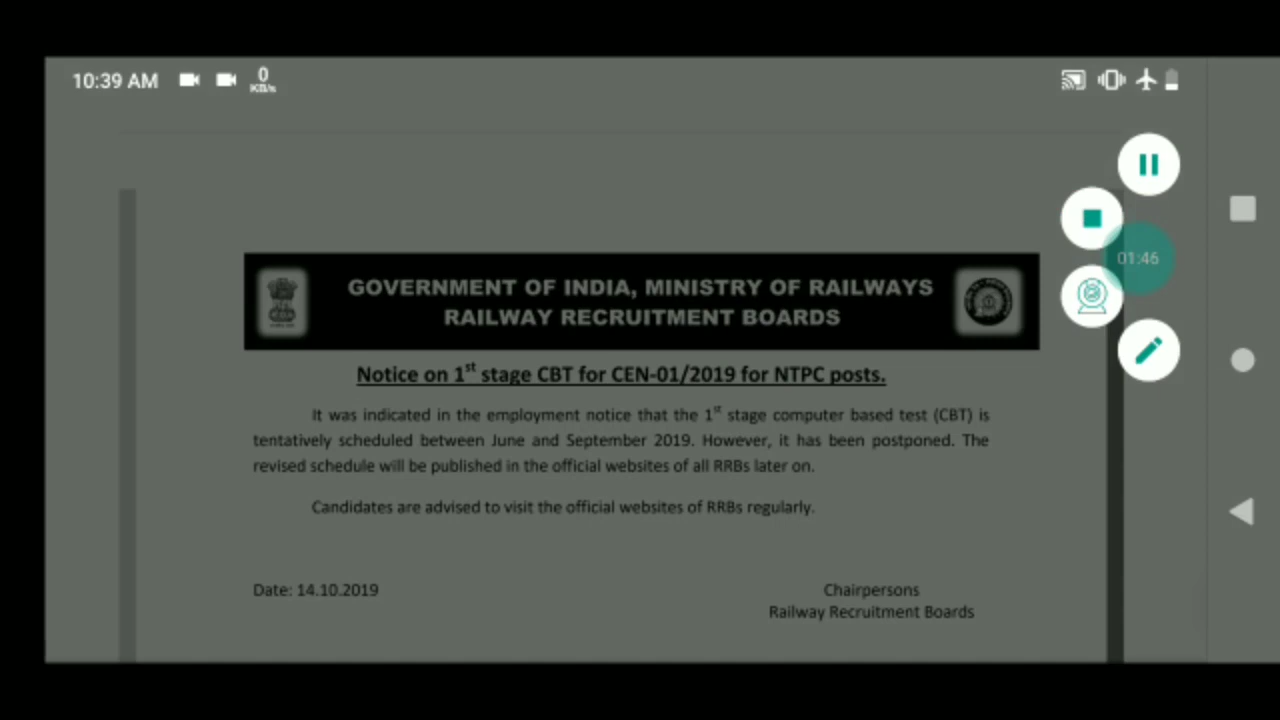 10:39 AM
0
KB/s
01:46
GOVERNMENT OF INDIA, MINISTRY OF RAILWAYS
RAILWAY RECRUITMENT BOARDS
Notice on 1st stage CBT for CEN-01/2019 for NTPC posts.
It was indicated in the employment notice that the 1st stage computer based test (CBT) is
tentatively scheduled between June and September 2019. However, it has been postponed. The
revised schedule will be published in the official websites of all RRBs later on.
Candidates are advised to visit the official websites of RRBs regularly.
Date: 14.10.2019
Chairpersons
Railway Recruitment Boards